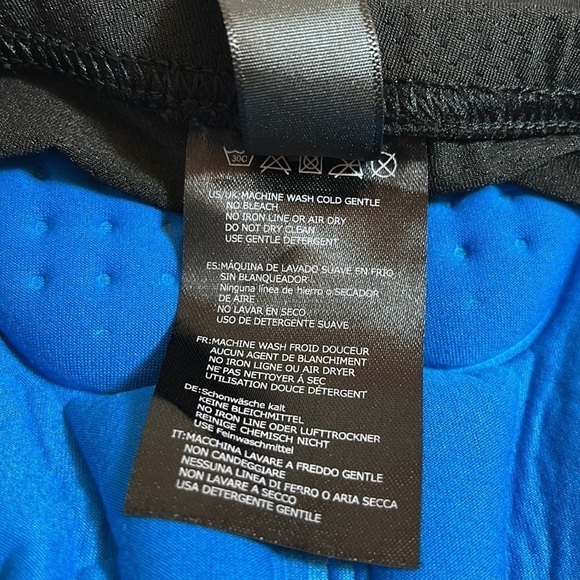 30C
US/UK: MACHINE WASH COLD GENTLE
NO BLEACH
NO IRON LINE OR AIR DRY
DO NOT DRY CLEAN
USE GENTLE DETERGENT
ES:MÁQUINA DE LAVADO SUAVE EN FRÍO
SIN BLANQUEADOR
Ninguna línea de hierro o SECADOR
DE AIRE
NO LAVAR EN SECO
USO DE DETERGENTE SUAVE
FR:MACHINE WASH FROID DOUCEUR
AUCUN AGENT DE BLANCHIMENT
NO IRON LIGNE OU AIR DRYER
NE PAS NETTOYER Á SEC
UTILISATION DOUCE DÉTERGENT
DE:Schonwäsche kalt
KEINE BLEICHMITTEL
NO IRON LINE ODER LUFTTROCKNER
REINIGE CHEMISCH NICHT
USE Feinwaschmittel
IT:MACCHINA LAVARE A FREDDO GENTLE
NON CANDEGGIARE
NESSUNA LINEA DI FERRO O ARIA SECCA
NON LAVARE Á SECCO
USA DETERGENTE GENTILE